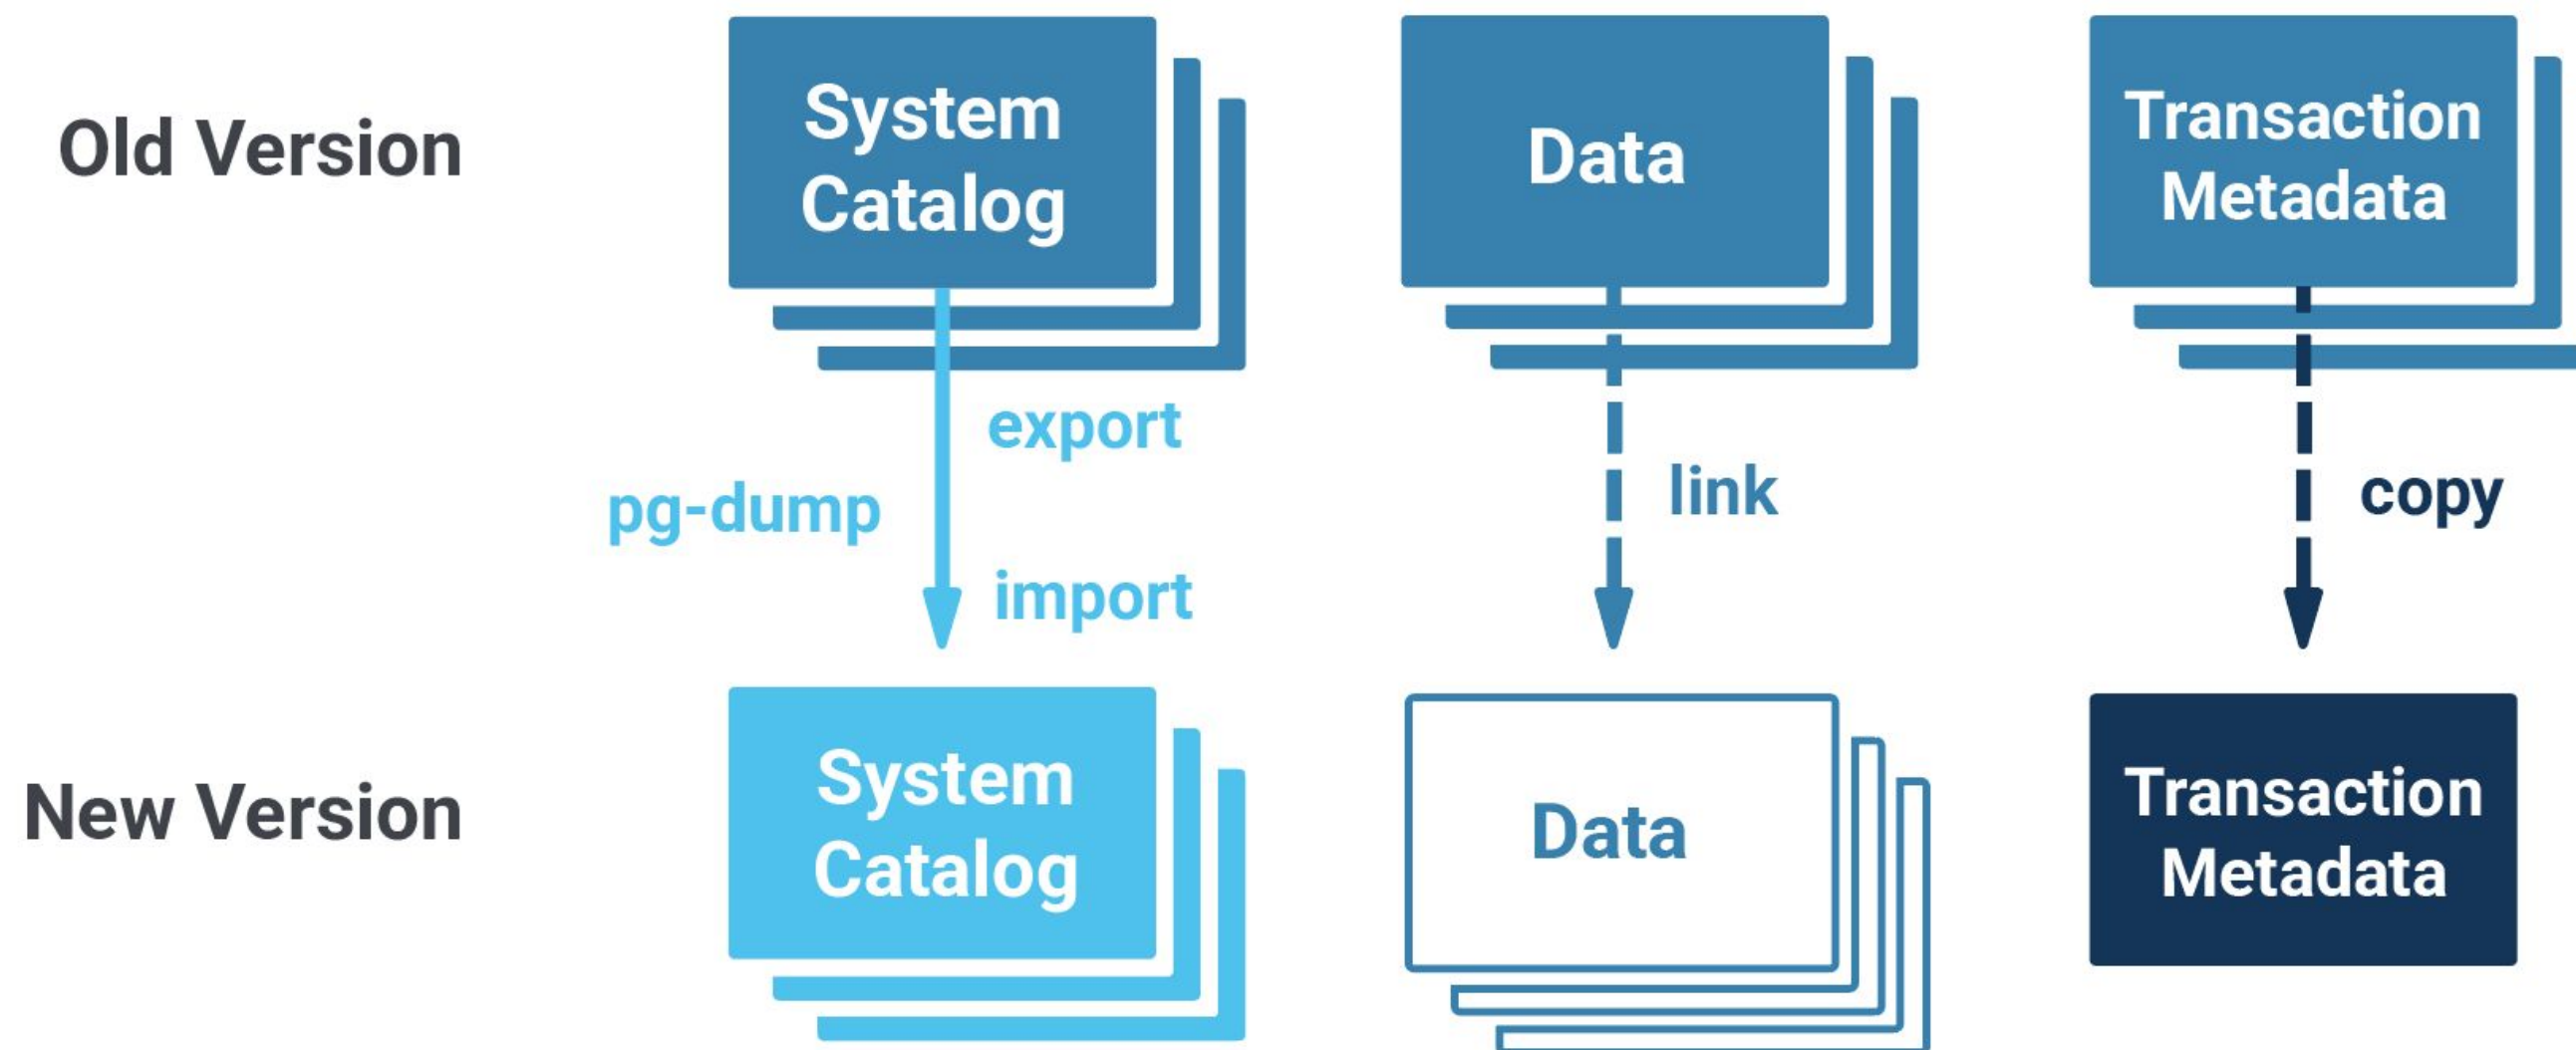 Old Version
System
Catalog
Data
Transaction
Metadata
export
pg-dump
import
link
copy
New Version
System
Catalog
Data
Transaction
Metadata